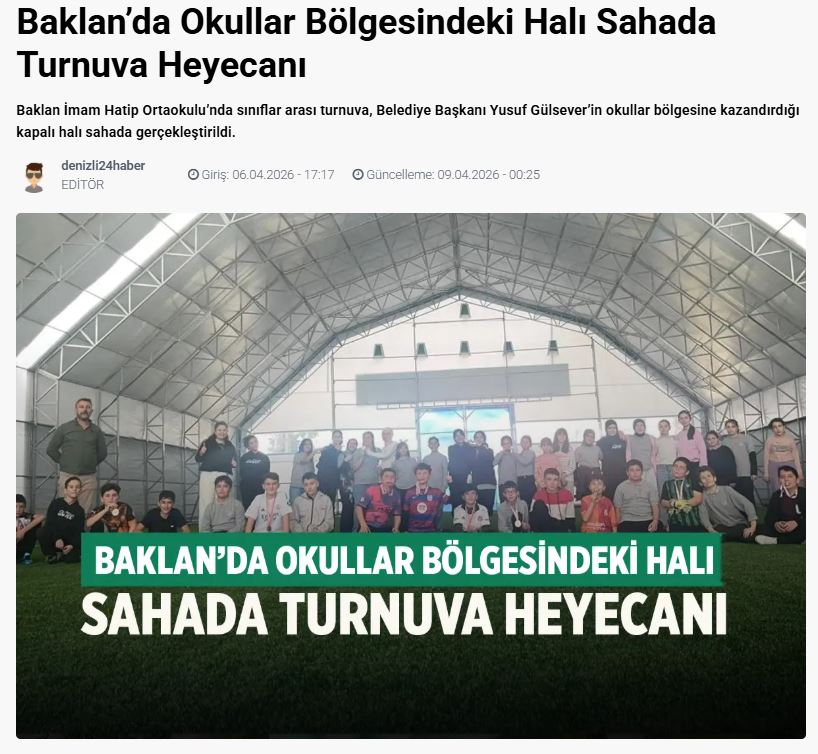 Baklan’da Okullar Bölgesindeki Halı Sahada
Turnuva Heyecanı
Baklan İmam Hatip Ortaokulu’nda sınıflar arası turnuva, Belediye Başkanı Yusuf Gülsever’in okullar bölgesine kazandırdığı
kapalı halı sahada gerçekleştirildi.
denizli24haber
EDİTÖR
Giriş: 06.04.2026 - 17:17
Güncelleme: 09.04.2026 - 00:25
BAKLAN’DA OKULLAR BÖLGESİNDEKİ HALI
SAHADA TURNUVA HEYECANI